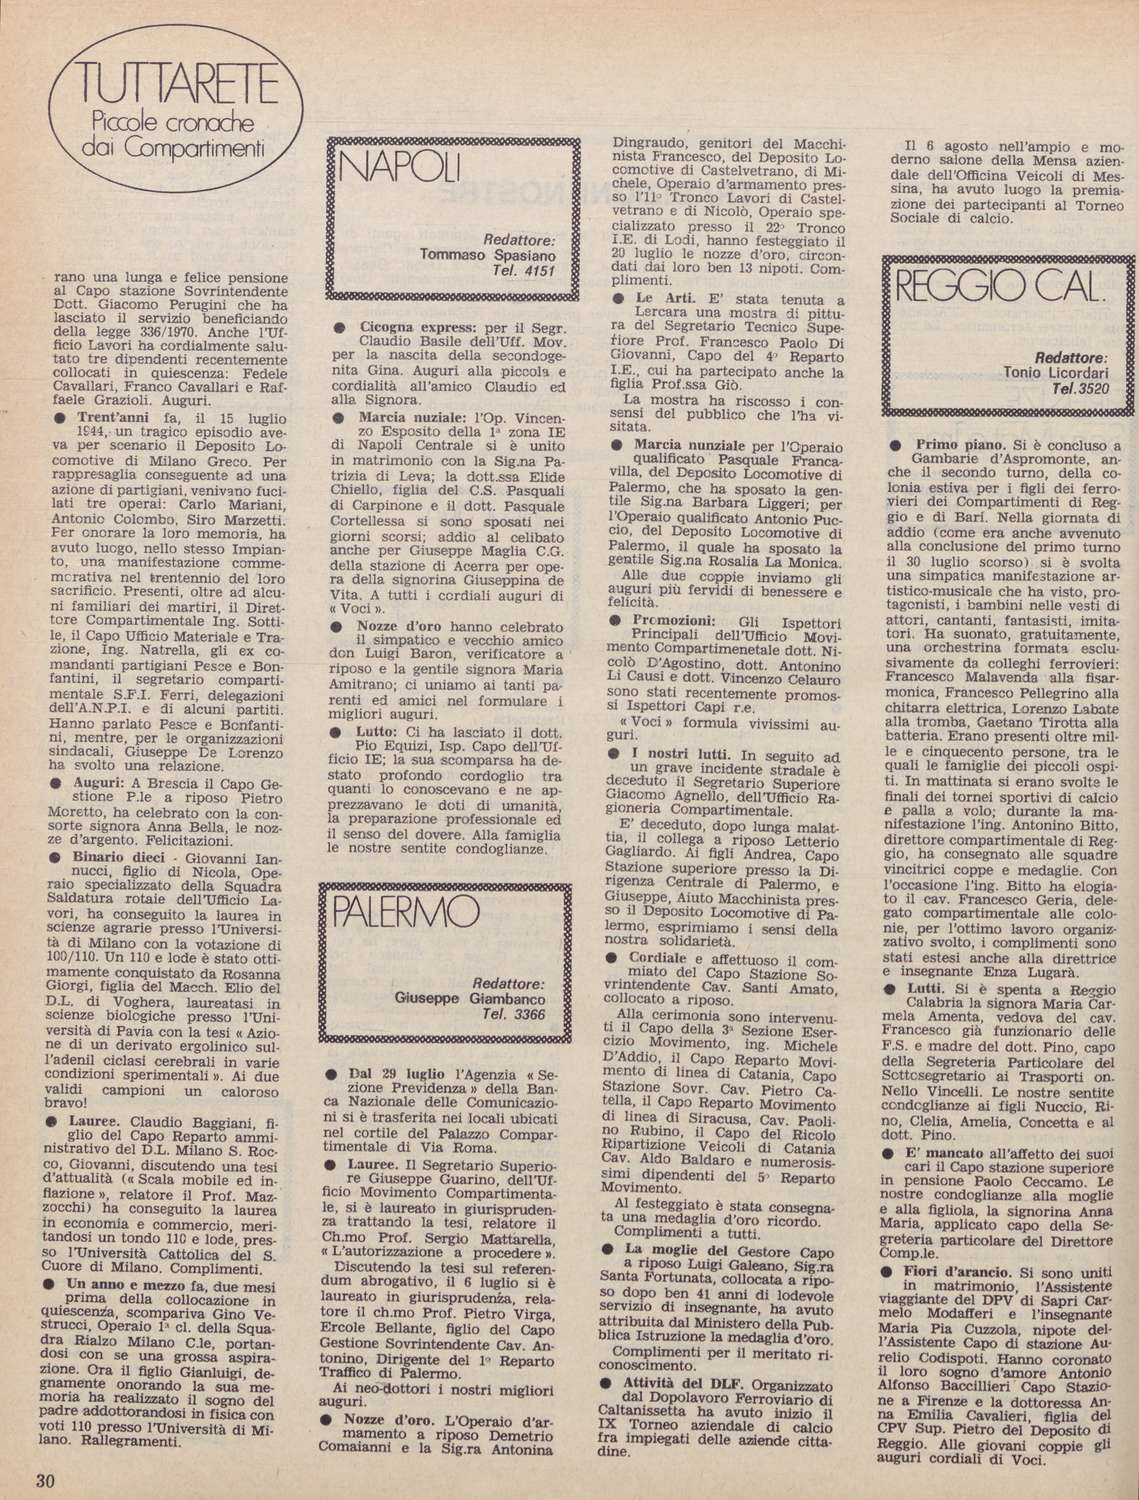 TUTTARETE
Piccole cronache
dai Compartimenti
rano una lunga e felice pensione
al Capo stazione Sovrintendente
Dott. Giacomo Perugini che ha
lasciato il servizio beneficiando
della legge 336/1970. Anche l'Uf-
ficio Lavori ha cordialmente salu-
tato tre dipendenti recentemente
collocati in quiescenza: Fedele
Cavallari, Franco Cavallari e Raf-
faele Grazioli. Auguri.
● Trent'anni fa, il 15 luglio
1944, un tragico episodio ave-
va per scenario il Deposito Lo-
comotive di Milano Greco. Per
rappresaglia conseguente ad una
azione di partigiani, venivano fuci-
lati tre operai: Carlo Mariani,
Antonio Colombo, Siro Marzetti.
Per onorare la loro memoria, ha
avuto luogo, nello stesso Impian-
to, una manifestazione comme-
morativa nel trentennio del loro
sacrificio. Presenti, oltre ad alcu-
ni familiari dei martiri, il Diret-
tore Compartimentale Ing. Sotti-
le, il Capo Ufficio Materiale e Tra-
zione, Ing. Natrella, gli ex co-
mandanti partigiani Pesce e Bon-
fantini, il segretario comparti-
mentale S.F.I. Ferri, delegazioni
dell'A.N.P.I. e di alcuni partiti.
Hanno parlato Pesce e Bonfanti-
ni, mentre, per le organizzazioni
sindacali, Giuseppe De Lorenzo
ha svolto una relazione.
● Auguri: A Brescia il Capo Ge-
stione P.le a riposo Pietro
Moretto, ha celebrato con la con-
sorte signora Anna Bella, le noz-
ze d'argento. Felicitazioni.
● Binario dieci - Giovanni Ian-
nucci, figlio di Nicola, Ope-
raio specializzato della Squadra
Saldatura rotaie dell'Ufficio La-
vori, ha conseguito la laurea in
scienze agrarie presso l'Universi-
tà di Milano con la votazione di
100/110. Un 110 e lode è stato otti-
mamente conquistato da Rosanna
Giorgi, figlia del Macch. Elio del
D.L. di Voghera, laureatasi in
scienze biologiche presso l'Uni-
versità di Pavia con la tesi « Azio-
ne di un derivato ergolinico sul-
l'adenil ciclasi cerebrali in varie
condizioni sperimentali ». Ai due
validi campioni un caloroso
bravo!
● Lauree. Claudio Baggiani, fi-
glio del Capo Reparto ammi-
nistrativo del D.L. Milano S. Roc-
co, Giovanni, discutendo una tesi
d'attualità (« Scala mobile ed in-
flazione », relatore il Prof. Maz-
zocchi) ha conseguito la laurea
in economia e commercio, meri-
tandosi un tondo 110 e lode, pres-
so l'Università Cattolica del S.
Cuore di Milano. Complimenti.
● Un anno e mezzo fa, due mesi
prima della collocazione in
quiescenza, scompariva Gino Ve-
strucci, Operaio 1ª cl. della Squa-
dra Rialzo Milano C.le, portan-
dosi con se una grossa aspira-
zione. Ora il figlio Gianluigi, de-
gnamente onorando la sua me-
moria ha realizzato il sogno del
padre addottorandosi in fisica con
voti 110 presso l'Università di Mi-
lano. Rallegramenti.
30
NAPOLI
Redattore:
Tommaso Spasiano
Tel. 4151
● Cicogna express: per il Segr.
Claudio Basile dell'Uff. Mov.
per la nascita della secondoge-
nita Gina. Auguri alla piccola e
cordialità all'amico Claudio ed
alla Signora.
● Marcia nuziale: l'Op. Vincen-
zo Esposito della 1ª zona IE
di Napoli Centrale si è unito
in matrimonio con la Sig.na Pa-
trizia di Leva; la dott.ssa Elide
Chiello, figlia del C.S. Pasquali
di Carpinone e il dott. Pasquale
Cortellessa si sono sposati nei
giorni scorsi; addio al celibato
anche per Giuseppe Maglia C.G.
della stazione di Acerra per ope-
ra della signorina Giuseppina de
Vita. A tutti i cordiali auguri di
« Voci ».
● Nozze d'oro hanno celebrato
il simpatico e vecchio amico
don Luigi Baron, verificatore a
riposo e la gentile signora Maria
Amitrano; ci uniamo ai tanti pa-
renti ed amici nel formulare i
migliori auguri.
● Lutto: Ci ha lasciato il dott.
Pio Equizi, Isp. Capo dell'Uf-
ficio IE; la sua scomparsa ha de-
stato profondo cordoglio tra
quanti lo conoscevano e ne ap-
prezzavano le doti di umanità,
la preparazione professionale ed
il senso del dovere. Alla famiglia
le nostre sentite condoglianze.
PALERMO
Redattore:
Giuseppe Giambanco
Tel. 3366
● Dal 29 luglio l'Agenzia « Se-
zione Previdenza » della Ban-
ca Nazionale delle Comunicazio-
ni si è trasferita nei locali ubicati
nel cortile del Palazzo Compar-
timentale di Via Roma.
● Lauree. Il Segretario Superio-
re Giuseppe Guarino, dell'Uf-
ficio Movimento Compartimenta-
le, si è laureato in giurispruden-
za trattando la tesi, relatore il
Ch.mo Prof. Sergio Mattarella,
« L'autorizzazione a procedere ».
Discutendo la tesi sul referen-
dum abrogativo, il 6 luglio si è
laureato in giurisprudenza, rela-
tore il ch.mo Prof. Pietro Virga,
Ercole Bellante, figlio del Capo
Gestione Sovrintendente Cav. An-
tonino, Dirigente del 1º Reparto
Traffico di Palermo.
Ai neo-dottori i nostri migliori
auguri.
● Nozze d'oro. L'Operaio d'ar-
mamento a riposo Demetrio
Comaianni e la Sig.ra Antonina
Dingraudo, genitori del Macchi-
nista Francesco, del Deposito Lo-
comotive di Castelvetrano, di Mi-
chele, Operaio d'armamento pres-
so l'11º Tronco Lavori di Castel-
vetrano e di Nicolò, Operaio spe-
cializzato presso il 22º Tronco
I.E. di Lodi, hanno festeggiato il
20 luglio le nozze d'oro, circon-
dati dai loro ben 13 nipoti. Com-
plimenti.
● Le Arti. E' stata tenuta a
Lercara una mostra di pittu-
ra del Segretario Tecnico Supe-
riore Prof. Francesco Paolo Di
Giovanni, Capo del 4º Reparto
I.E., cui ha partecipato anche la
figlia Prof.ssa Giò.
La mostra ha riscosso i con-
sensi del pubblico che l'ha vi-
sitata.
● Marcia nunziale per l'Operaio
qualificato Pasquale Franca-
villa, del Deposito Locomotive di
Palermo, che ha sposato la gen-
tile Sig.na Barbara Liggeri; per
l'Operaio qualificato Antonio Puc-
cio, del Deposito Locomotive di
Palermo, il quale ha sposato la
gentile Sig.na Rosalia La Monica.
Alle due coppie inviamo gli
auguri più fervidi di benessere e
felicità.
● Promozioni: Gli Ispettori
Principali dell'Ufficio Movi-
mento Compartimenetale dott. Ni-
colò D'Agostino, dott. Antonino
Li Causi e dott. Vincenzo Celauro
sono stati recentemente promos-
si Ispettori Capi r.e.
« Voci » formula vivissimi au-
guri.
● I nostri lutti. In seguito ad
un grave incidente stradale è
deceduto il Segretario Superiore
Giacomo Agnello, dell'Ufficio Ra-
gioneria Compartimentale.
E' deceduto, dopo lunga malat-
tia, il collega a riposo Letterio
Gagliardo. Ai figli Andrea, Capo
Stazione superiore presso la Di-
rigenza Centrale di Palermo, e
Giuseppe, Aiuto Macchinista pres-
so il Deposito Locomotive di Pa-
lermo, esprimiamo i sensi della
nostra solidarietà.
● Cordiale e affettuoso il com-
miato del Capo Stazione So-
vrintendente Cav. Santi Amato,
collocato a riposo.
Alla cerimonia sono intervenu-
ti il Capo della 3ª Sezione Eser-
cizio Movimento, ing. Michele
D'Addio, il Capo Reparto Movi-
mento di linea di Catania, Capo
Stazione Sovr. Cav. Pietro Ca-
tella, il Capo Reparto Movimento
di linea di Siracusa, Cav. Paoli-
no Rubino, il Capo del Ricolo
Ripartizione Veicoli di Catania
Cav. Aldo Baldaro e numerosis-
simi dipendenti del 5º Reparto
Movimento.
Al festeggiato è stata consegna-
ta una medaglia d'oro ricordo.
Complimenti a tutti.
● La moglie del Gestore Capo
a riposo Luigi Galeano, Sig.ra
Santa Fortunata, collocata a ripo-
so dopo ben 41 anni di lodevole
servizio di insegnante, ha avuto
attribuita dal Ministero della Pub-
blica Istruzione la medaglia d'oro.
Complimenti per il meritato ri-
conoscimento.
● Attività del DLF. Organizzato
dal Dopolavoro Ferroviario di
Caltanissetta ha avuto inizio il
IX Torneo aziendale di calcio
fra impiegati delle aziende citta-
dine.
Il 6 agosto nell'ampio e mo-
derno salone della Mensa azien-
dale dell'Officina Veicoli di Mes-
sina, ha avuto luogo la premia-
zione dei partecipanti al Torneo
Sociale di calcio.
REGGIO CAL.
Redattore:
Tonio Licordari
Tel.3520
● Primo piano. Si è concluso a
Gambarie d'Aspromonte, an-
che il secondo turno, della co-
lonia estiva per i figli dei ferro-
vieri dei Compartimenti di Reg-
gio e di Bari. Nella giornata di
addio (come era anche avvenuto
alla conclusione del primo turno
il 30 luglio scorso) si è svolta
una simpatica manifestazione ar-
tistico-musicale che ha visto, pro-
tagonisti, i bambini nelle vesti di
attori, cantanti, fantasisti, imita-
tori. Ha suonato, gratuitamente,
una orchestrina formata esclu-
sivamente da colleghi ferrovieri:
Francesco Malavenda alla fisar-
monica, Francesco Pellegrino alla
chitarra elettrica, Lorenzo Labate
alla tromba, Gaetano Tirotta alla
batteria. Erano presenti oltre mil-
le e cinquecento persone, tra le
quali le famiglie dei piccoli ospi-
ti. In mattinata si erano svolte le
finali dei tornei sportivi di calcio
e palla a volo; durante la ma-
nifestazione l'ing. Antonino Bitto,
direttore compartimentale di Reg-
gio, ha consegnato alle squadre
vincitrici coppe e medaglie. Con
l'occasione l'ing. Bitto ha elogia-
to il cav. Francesco Geria, dele-
gato compartimentale alle colo-
nie, per l'ottimo lavoro organiz-
zativo svolto, i complimenti sono
stati estesi anche alla direttrice
e insegnante Enza Lugarà.
● Lutti. Si è spenta a Reggio
Calabria la signora Maria Car-
mela Amenta, vedova del cav.
Francesco già funzionario delle
F.S. e madre del dott. Pino, capo
della Segreteria Particolare del
Sottosegretario ai Trasporti on.
Nello Vincelli. Le nostre sentite
condoglianze ai figli Nuccio, Ri-
no, Clelia, Amelia, Concetta e al
dott. Pino.
● E' mancato all'affetto dei suoi
cari il Capo stazione superiore
in pensione Paolo Ceccamo. Le
nostre condoglianze alla moglie
e alla figliola, la signorina Anna
Maria, applicato capo della Se-
greteria particolare del Direttore
Comp.le.
● Fiori d'arancio. Si sono uniti
in matrimonio, l'Assistente
viaggiante del DPV di Sapri Car-
melo Modafferi e l'insegnante
Maria Pia Cuzzola, nipote del-
l'Assistente Capo di stazione Au-
relio Codispoti. Hanno coronato
il loro sogno d'amore Antonio
Alfonso Baccillieri Capo Stazio-
ne a Firenze e la dottoressa An-
na Emilia Cavalieri, figlia del
CPV Sup. Pietro del Deposito di
Reggio. Alle giovani coppie gli
auguri cordiali di Voci.